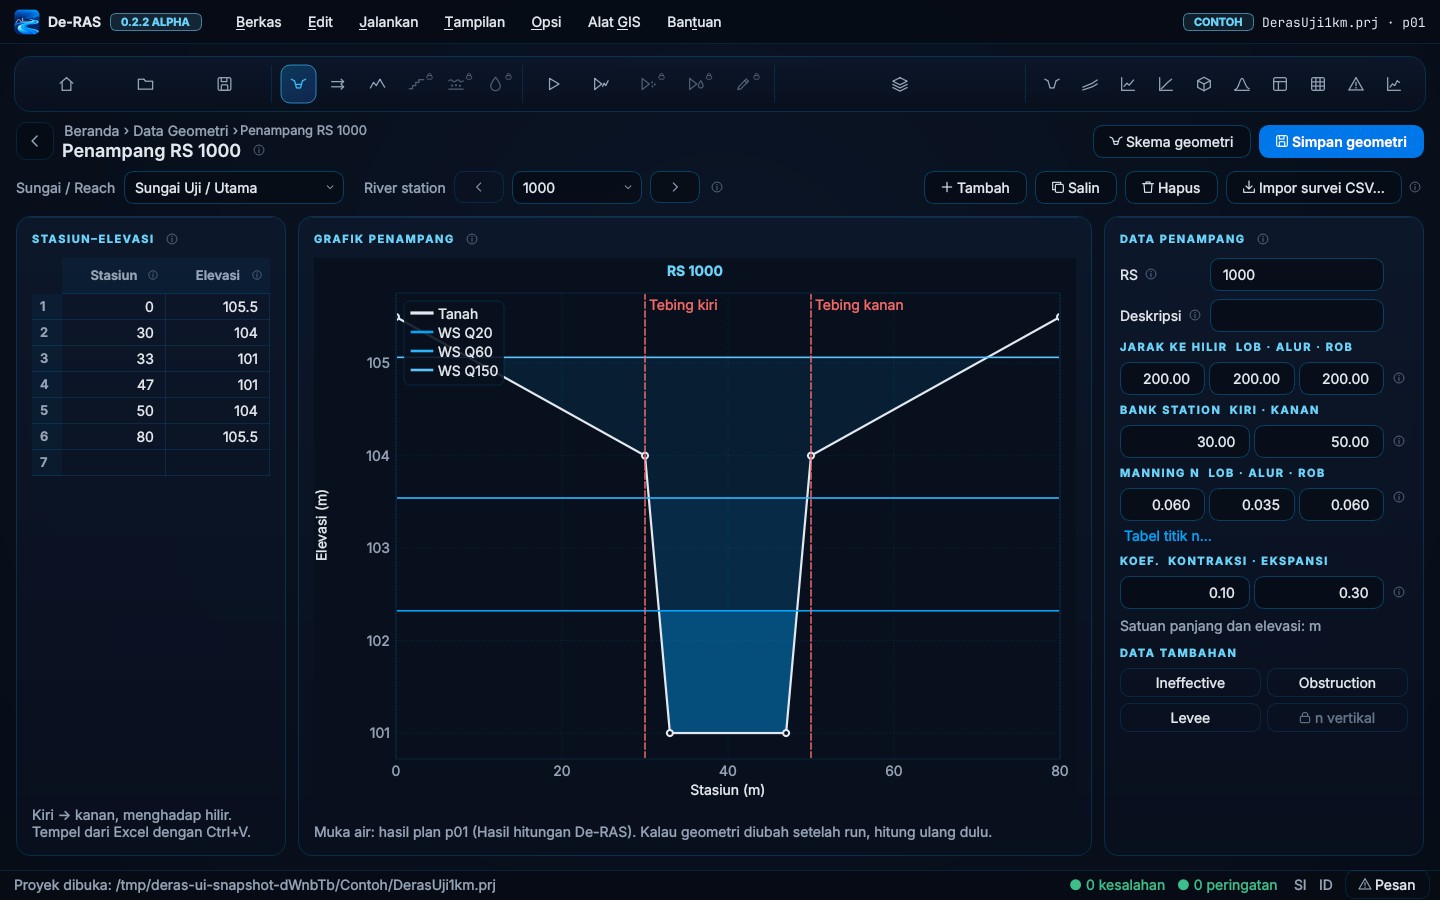 De-RAS 0.2.2 ALPHA Berkas Edit Jalankan Tampilan Opsi Alat GIS Bantuan CONTOH DerasUji1km.prj · p01
Beranda › Data Geometri › Penampang RS 1000
Penampang RS 1000
Skema geometri
Simpan geometri
Sungai / Reach Sungai Uji / Utama River station 1000 Tambah Salin Hapus Impor survei CSV...
STASIUN–ELEVASI
Stasiun Elevasi
1 0 105.5
2 30 104
3 33 101
4 47 101
5 50 104
6 80 105.5
7
Kiri → kanan, menghadap hilir.
Tempel dari Excel dengan Ctrl+V.
GRAFIK PENAMPANG
RS 1000
Tebing kiri
Tebing kanan
Tanah
WS Q20
WS Q60
WS Q150
105
104
103
102
101
Elevasi (m)
0 20 40 60 80
Stasiun (m)
Muka air: hasil plan p01 (Hasil hitungan De-RAS). Kalau geometri diubah setelah run, hitung ulang dulu.
DATA PENAMPANG
RS 1000
Deskripsi
JARAK KE HILIR LOB · ALUR · ROB
200.00 200.00 200.00
BANK STATION KIRI · KANAN
30.00 50.00
MANNING N LOB · ALUR · ROB
0.060 0.035 0.060
Tabel titik n...
KOEF. KONTRAKSI · EKSPANSI
0.10 0.30
Satuan panjang dan elevasi: m
DATA TAMBAHAN
Ineffective Obstruction
Levee n vertikal
Proyek dibuka: /tmp/deras-ui-snapshot-dWnbTb/Contoh/DerasUji1km.prj
0 kesalahan 0 peringatan SI ID Pesan